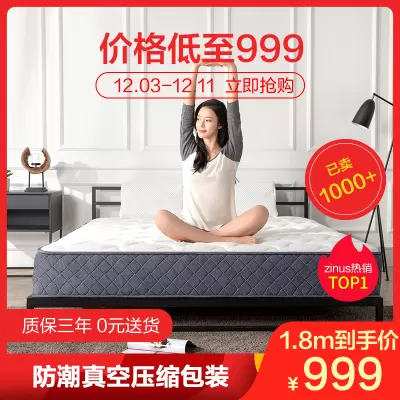 价格低至999
12.03-12.11 立即抢购
已卖
1000+
zinus热销
TOP1
质保三年 0元送货
1.8m到手价
¥999
防潮真空压缩包装